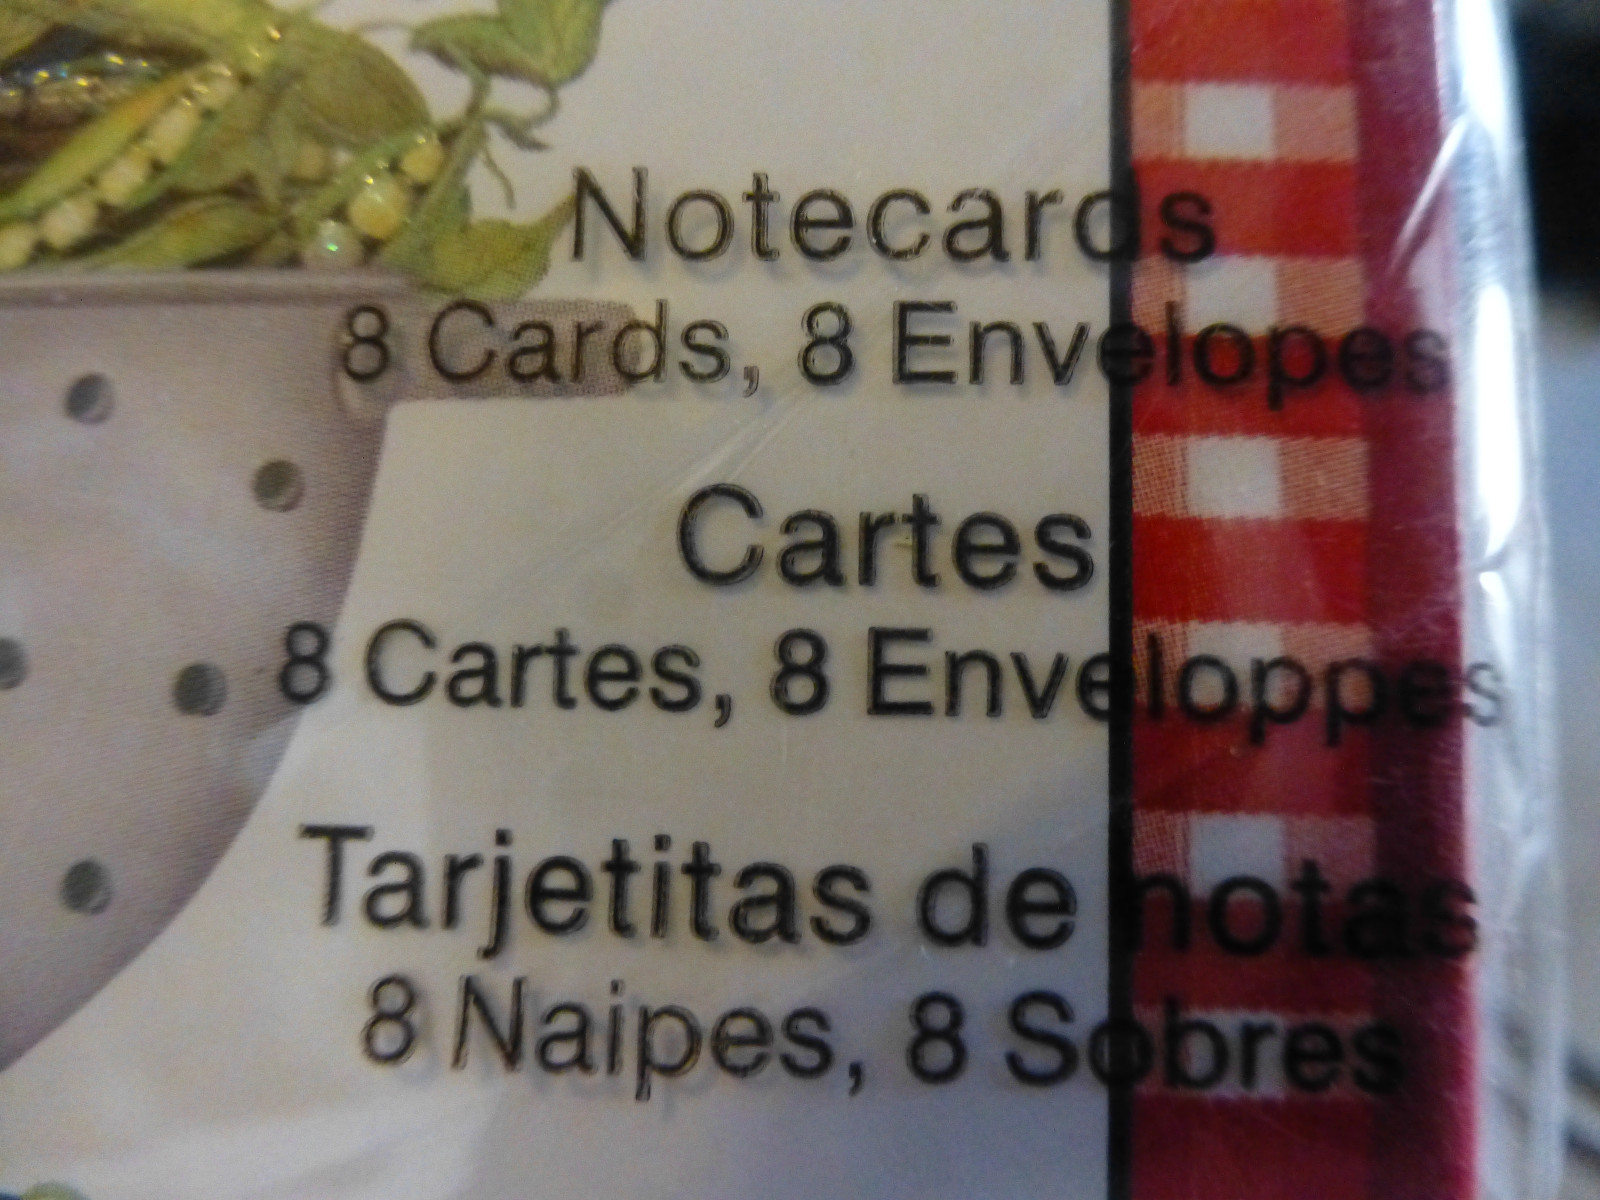 Notecards
8 Cards, 8 Envelopes
Cartes
8 Cartes, 8 Enveloppes
Tarjetitas de notas
8 Naipes, 8 Sobres